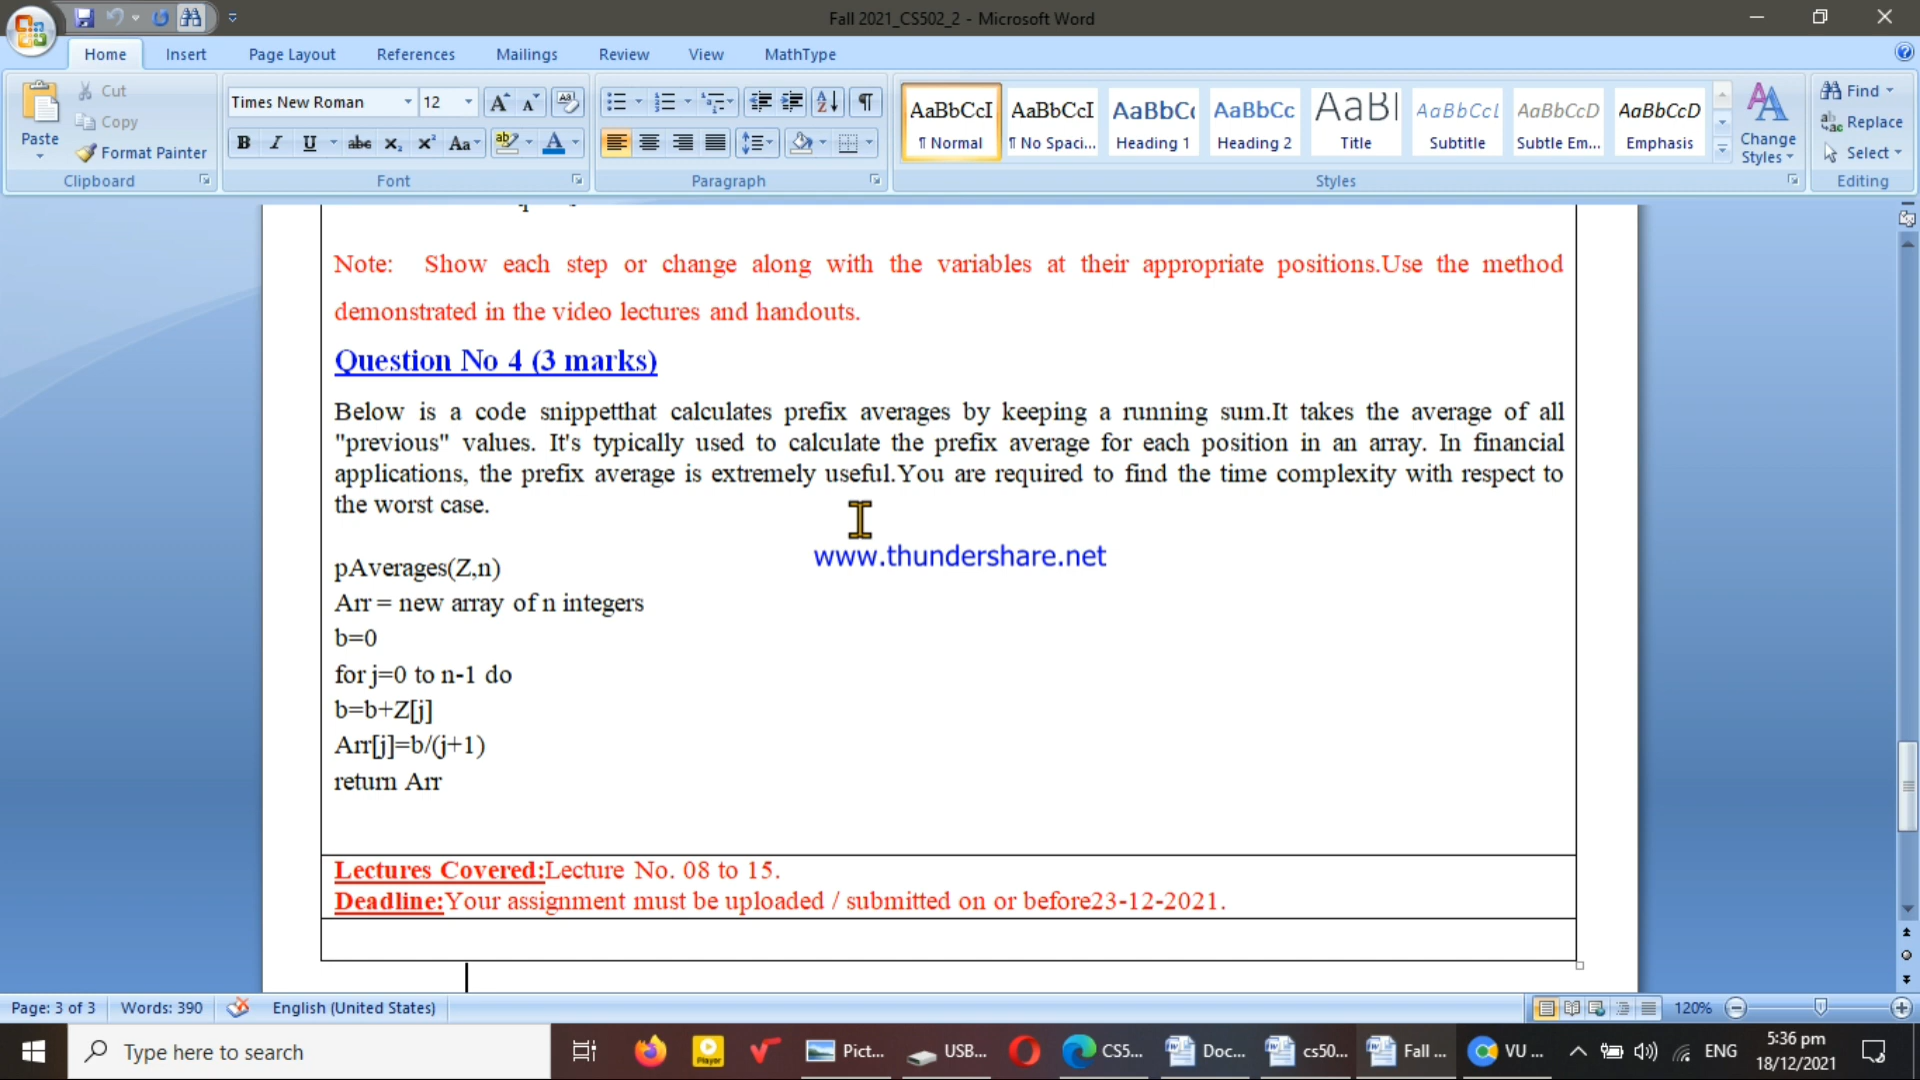 Fall 2021_CS502_2 - Microsoft Word
Home Insert Page Layout References Mailings Review View MathType
Paste
Cut
Copy
Format Painter
Clipboard
Times New Roman 12
Font
Paragraph
AaBbCcI AaBbCcI AaBbC AaBbCc AaB AaBbCcL AaBbCcD AaBbCcD
¶ Normal ¶ No Spaci... Heading 1 Heading 2 Title Subtitle Subtle Em... Emphasis
Change Styles
Styles
Find
Replace
Select
Editing
Note: Show each step or change along with the variables at their appropriate positions.Use the method
demonstrated in the video lectures and handouts.
Question No 4 (3 marks)
Below is a code snippetthat calculates prefix averages by keeping a running sum.It takes the average of all
"previous" values. It's typically used to calculate the prefix average for each position in an array. In financial
applications, the prefix average is extremely useful.You are required to find the time complexity with respect to
the worst case.
www.thundershare.net
pAverages(Z,n)
Arr = new array of n integers
b=0
for j=0 to n-1 do
b=b+Z[j]
Arr[j]=b/(j+1)
return Arr
Lectures Covered:Lecture No. 08 to 15.
Deadline:Your assignment must be uploaded / submitted on or before23-12-2021.
Page: 3 of 3 Words: 390 English (United States) 120%
Type here to search Player Pict... USB... CS5... Doc... cs50... Fall ... VU ... ENG
5:36 pm
18/12/2021